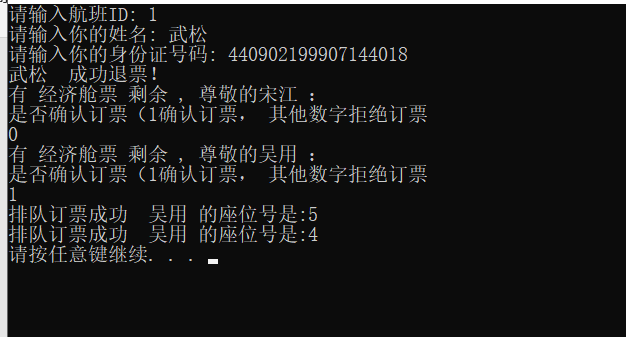 请输入航班ID: 1
请输入你的姓名: 武松
请输入你的身份证号码: 440902199907144018
武松  成功退票!
有 经济舱票 剩余 , 尊敬的宋江 :
是否确认订票（1确认订票， 其他数字拒绝订票
0
有 经济舱票 剩余 , 尊敬的吴用 :
是否确认订票（1确认订票， 其他数字拒绝订票
1
排队订票成功  吴用 的座位号是:5
排队订票成功  吴用 的座位号是:4
请按任意键继续. . .